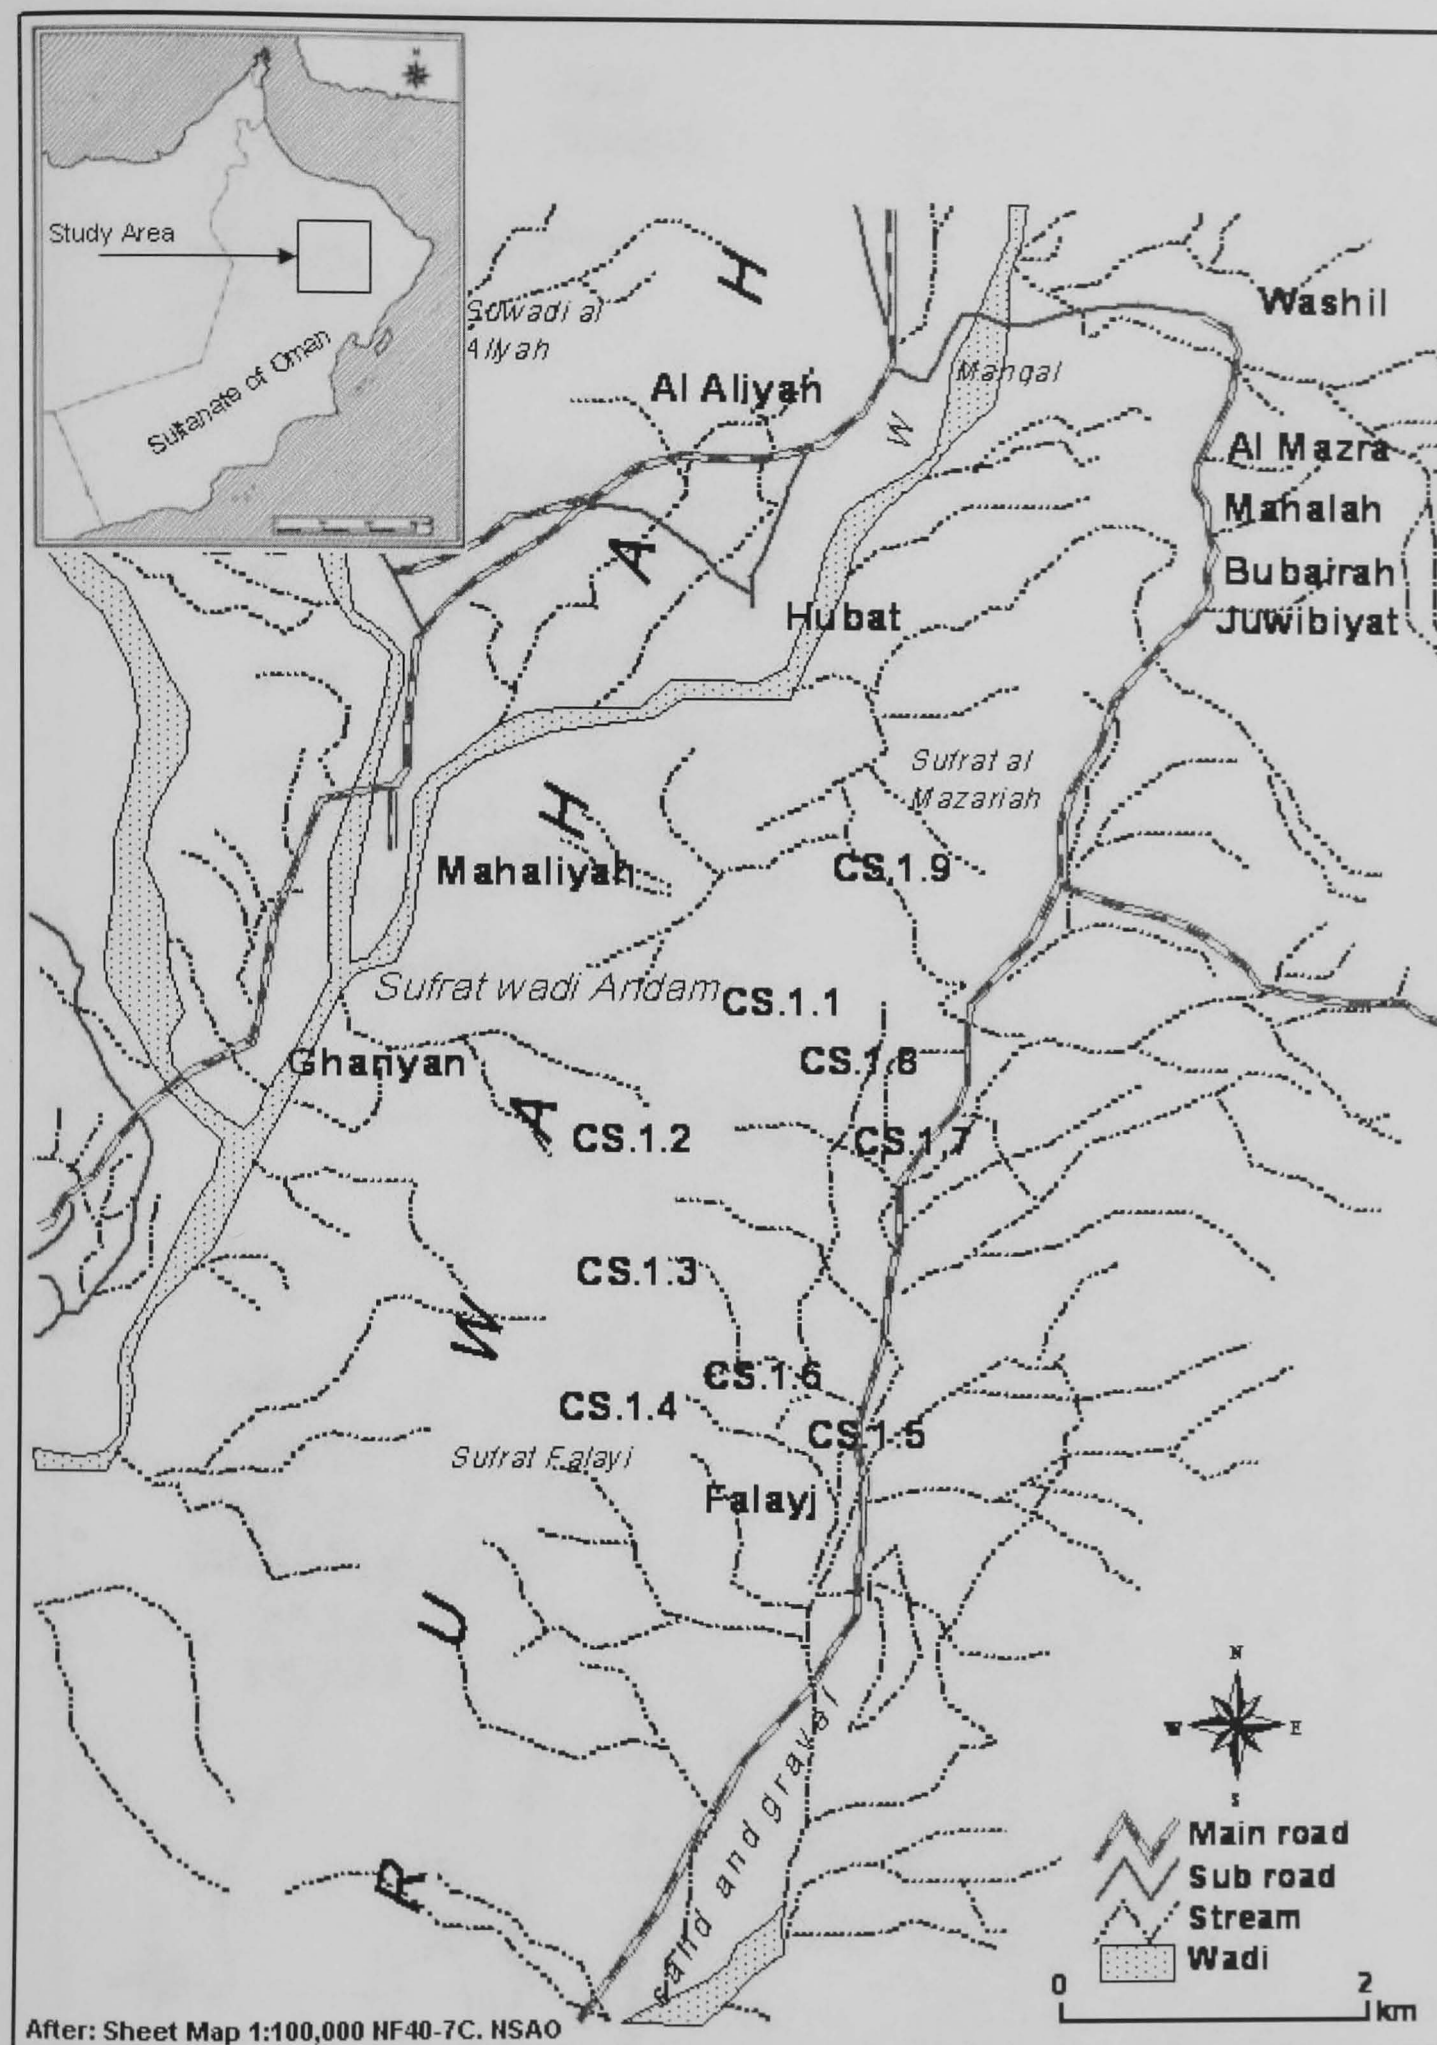 N
Study Area
Sultanate of Oman
Suwadi al
Aliyah
H
Washil
Al Aliyah
Manqal
W
Al Mazra
Mahalah
A
Bubairah
Hubat
Juwibiyat
Sufrat al
Mazariah
H
Mahaliyah
CS.1.9
Sufrat wadi Andam
CS.1.1
Ghariyan
CS.1.8
A
CS.1.2
CS.1.7
CS.1.3
W
CS.1.6
CS.1.4
CS.1.5
Sufrat Falayj
Falayj
U
N
W E
S
sand and graval
R
Main road
Sub road
Stream
Wadi
0 2
km
After: Sheet Map 1:100,000 NF40-7C. NSAO